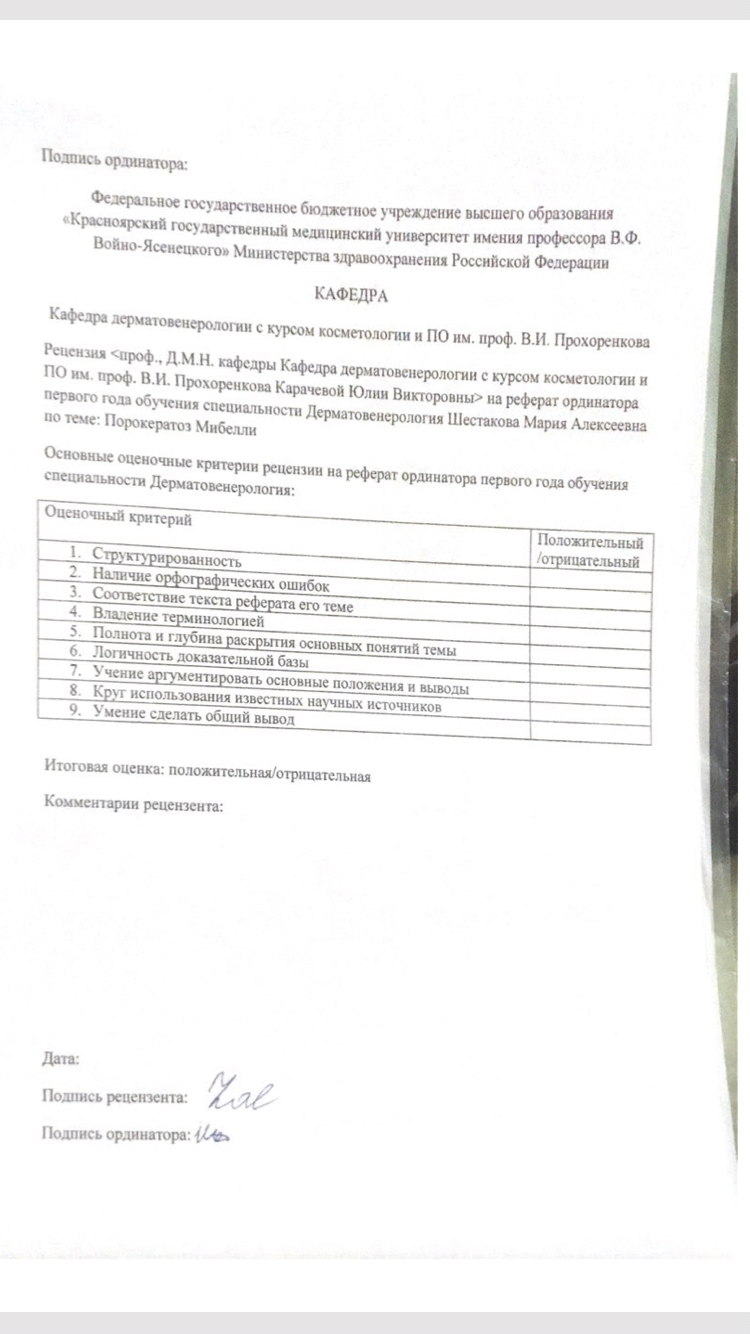 Подпись ординатора:
Федеральное государственное бюджетное учреждение высшего образования
«Красноярский государственный медицинский университет имения профессора В.Ф.
Войно-Ясенецкого» Министерства здравоохранения Российской Федерации
КАФЕДРА
Кафедра дерматовенерологии с курсом косметологии и ПО им. проф. В.И. Прохоренкова
Рецензия <проф., Д.М.Н. кафедры Кафедра дерматовенерологии с курсом косметологии и
ПО им. проф. В.И. Прохоренкова Карачевой Юлии Викторовны> на реферат ординатора
первого года обучения специальности Дерматовенерология Шестакова Мария Алексеевна
по теме: Порокератоз Мибелли
Основные оценочные критерии рецензии на реферат ординатора первого года обучения
специальности Дерматовенерология:
Оценочный критерий
Положительный
/отрицательный
1. Структурированность
2. Наличие орфографических ошибок
3. Соответствие текста реферата его теме
4. Владение терминологией
5. Полнота и глубина раскрытия основных понятий темы
6. Логичность доказательной базы
7. Учение аргументировать основные положения и выводы
8. Круг использования известных научных источников
9. Умение сделать общий вывод
Итоговая оценка: положительная/отрицательная
Комментарии рецензента:
Дата:
Подпись рецензента:
Подпись ординатора: